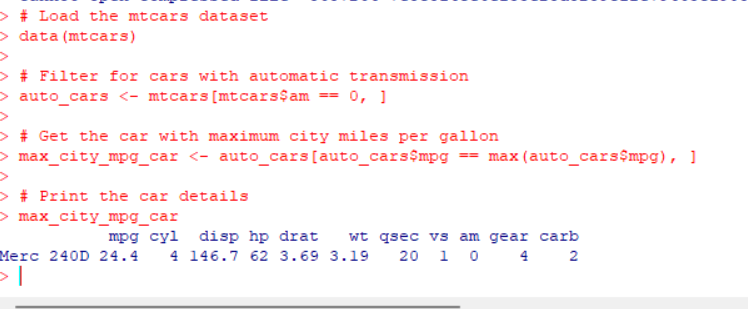 > # Load the mtcars dataset
> data(mtcars)
>
> # Filter for cars with automatic transmission
> auto_cars <- mtcars[mtcars$am == 0, ]
>
> # Get the car with maximum city miles per gallon
> max_city_mpg_car <- auto_cars[auto_cars$mpg == max(auto_cars$mpg), ]
>
> # Print the car details
> max_city_mpg_car
           mpg cyl  disp hp drat   wt qsec vs am gear carb
Merc 240D 24.4   4 146.7 62 3.69 3.19   20  1  0    4    2
>